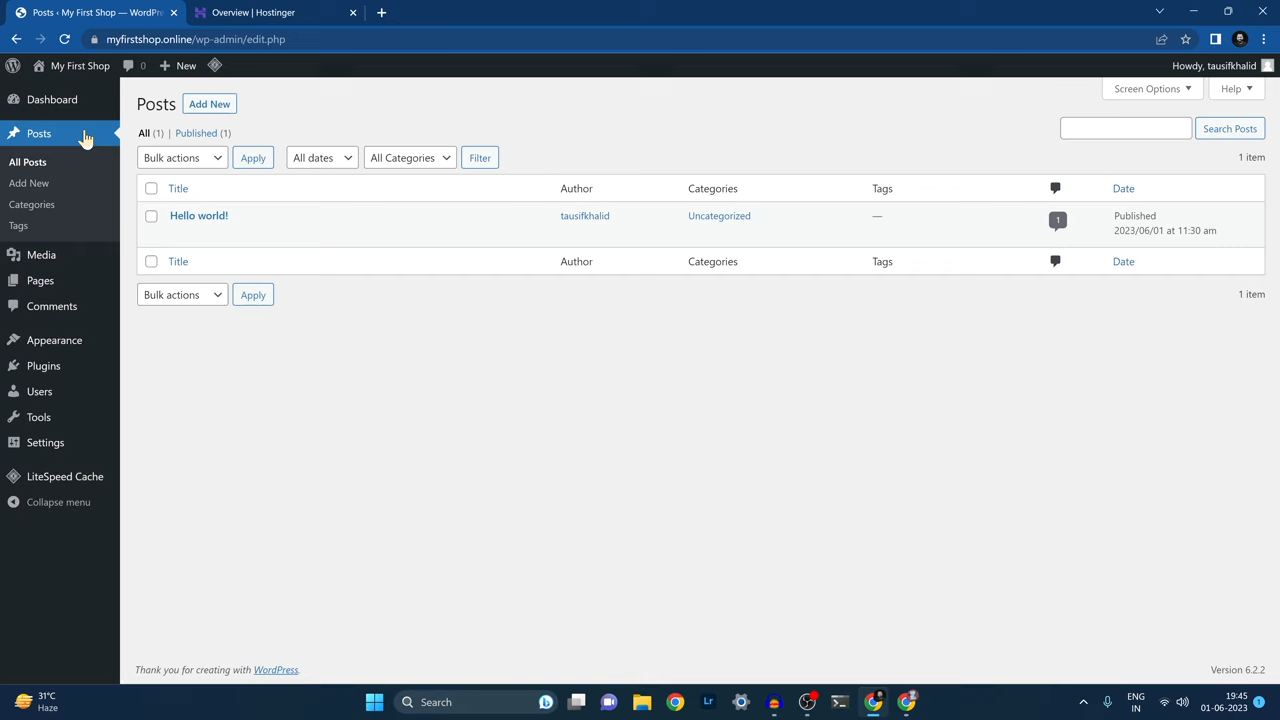 Posts ‹ My First Shop — WordPre
Overview | Hostinger
myfirstshop.online/wp-admin/edit.php
My First Shop
0
New
Howdy, tausifkhalid
Dashboard
Posts
All Posts
Add New
Categories
Tags
Media
Pages
Comments
Appearance
Plugins
Users
Tools
Settings
LiteSpeed Cache
Collapse menu
Posts
Add New
Screen Options
Help
All (1) | Published (1)
Search Posts
Bulk actions
Apply
All dates
All Categories
Filter
1 item
Title
Author
Categories
Tags
Date
Hello world!
tausifkhalid
Uncategorized
—
1
Published
2023/06/01 at 11:30 am
Title
Author
Categories
Tags
Date
Bulk actions
Apply
1 item
Thank you for creating with WordPress.
Version 6.2.2
31°C
Haze
Search
Lr
ENG
IN
19:45
01-06-2023
1